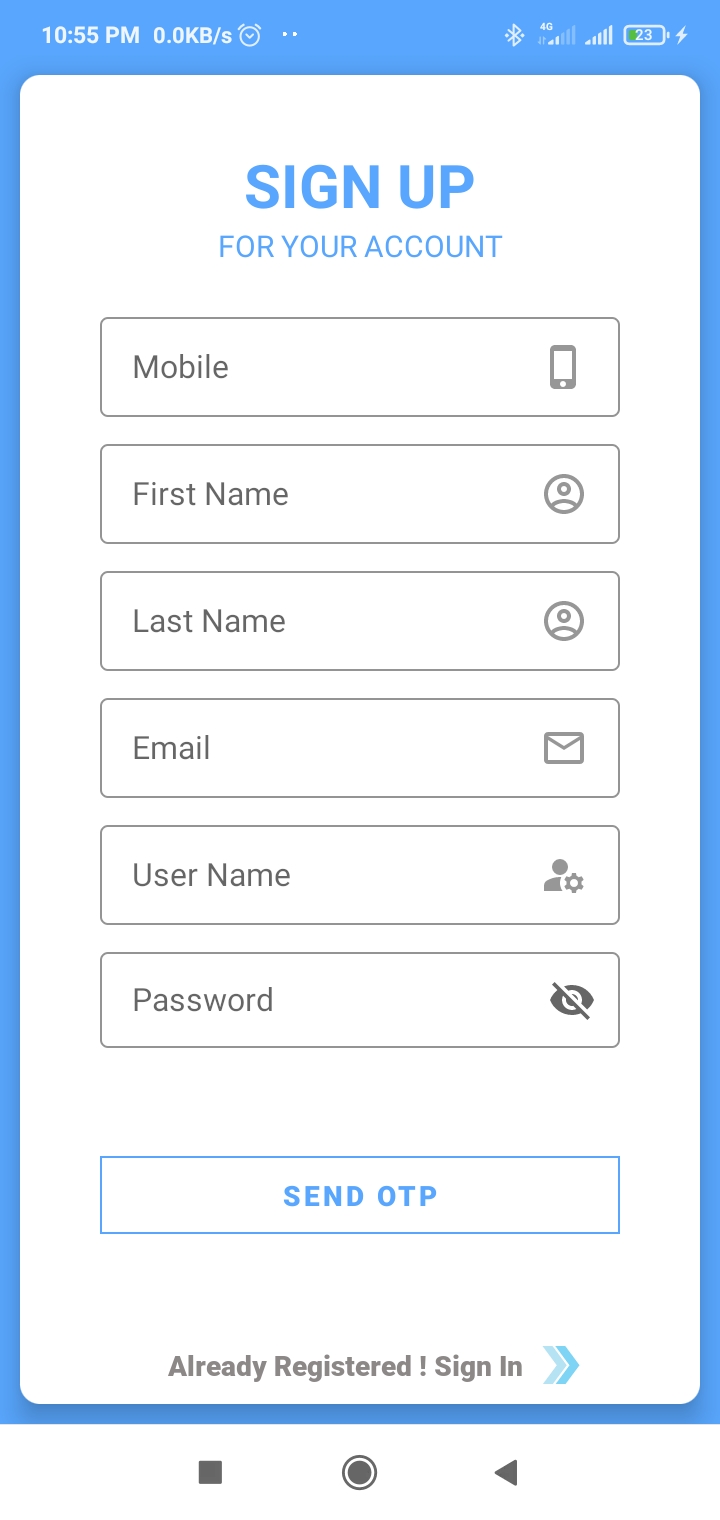 10:55 PM 0.0KB/s
4G
23
SIGN UP
FOR YOUR ACCOUNT
Mobile
First Name
Last Name
Email
User Name
Password
SEND OTP
Already Registered ! Sign In